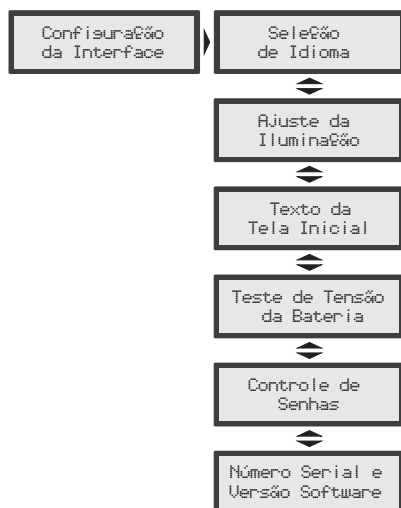 Configuração
da Interface
Seleção
de Idioma
Ajuste da
Iluminação
Texto da
Tela Inicial
Teste de Tensão
da Bateria
Controle de
Senhas
Número Serial e
Versão Software